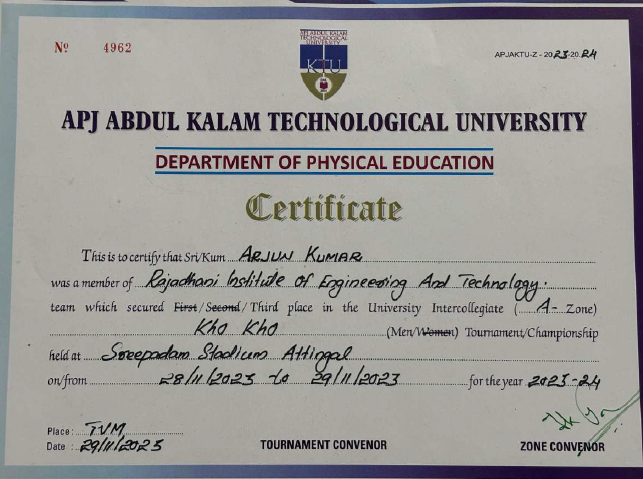 Nº 4962
APJAKTU-Z - 2023-2024
APJ ABDUL KALAM
TECHNOLOGICAL
UNIVERSITY
KTU
APJ ABDUL KALAM TECHNOLOGICAL UNIVERSITY
DEPARTMENT OF PHYSICAL EDUCATION
Certificate
This is to certify that Sri/Kum ARJUN KUMAR
was a member of Rajadhani Institute of Engineering And Technology.
team which secured First / Second / Third place in the University Intercollegiate ( A- Zone)
Kho Kho (Men/Women) Tournament/Championship
held at Sreepadam Stadium Attingal
on/from 28/11/2023 to 29/11/2023 for the year 2023-24
Place: TVM
Date : 29/11/2023
TOURNAMENT CONVENOR
ZONE CONVENOR